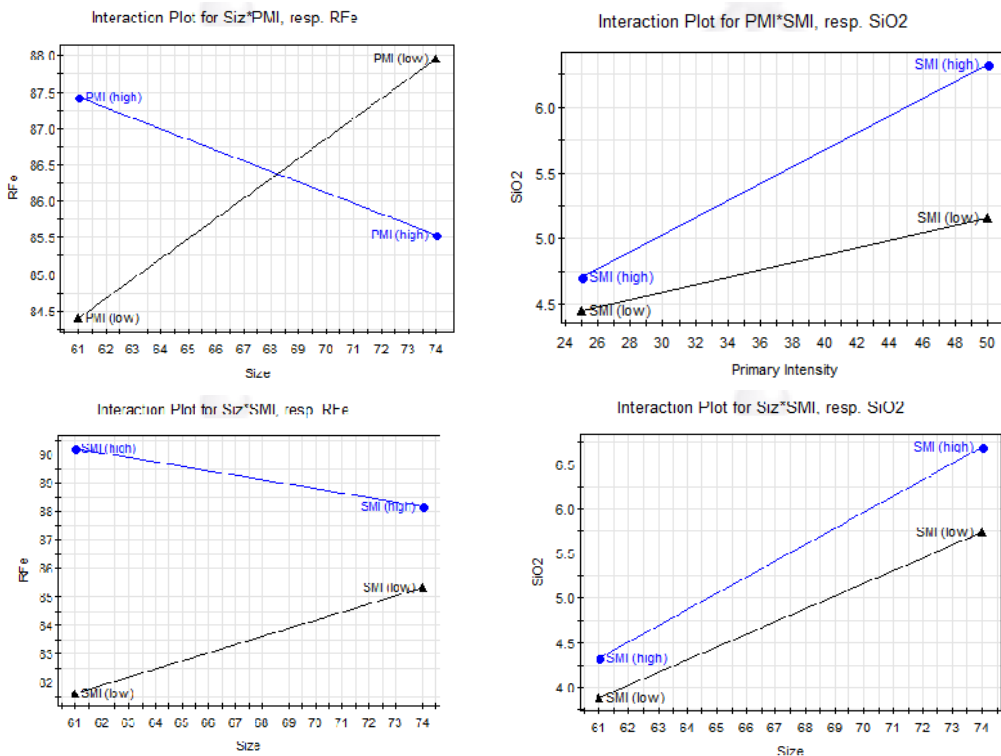 Interaction Plot for Siz*PMI, resp. RFe
88.0
87.5
87.0
86.5
86.0
85.5
85.0
84.5
RFe
PMI (low)
PMI (high)
PMI (high)
PMI (low)
61 62 63 64 65 66 67 68 69 70 71 72 73 74
Size
Interaction Plot for PMI*SMI, resp. SiO2
6.0
5.5
5.0
4.5
SiO2
SMI (high)
SMI (low)
SMI (high)
SMI (low)
24 26 28 30 32 34 36 38 40 42 44 46 48 50
Primary Intensity
Interaction Plot for Siz*SMI, resp. RFe
90
89
88
87
86
85
84
83
82
RFe
SMI (high)
SMI (high)
SMI (low)
SMI (low)
61 62 63 64 65 66 67 68 69 70 71 72 73 74
Size
Interaction Plot for Siz*SMI, resp. SiO2
6.5
6.0
5.5
5.0
4.5
4.0
SiO2
SMI (high)
SMI (low)
SMI (high)
SMI (low)
61 62 63 64 65 66 67 68 69 70 71 72 73 74
Size